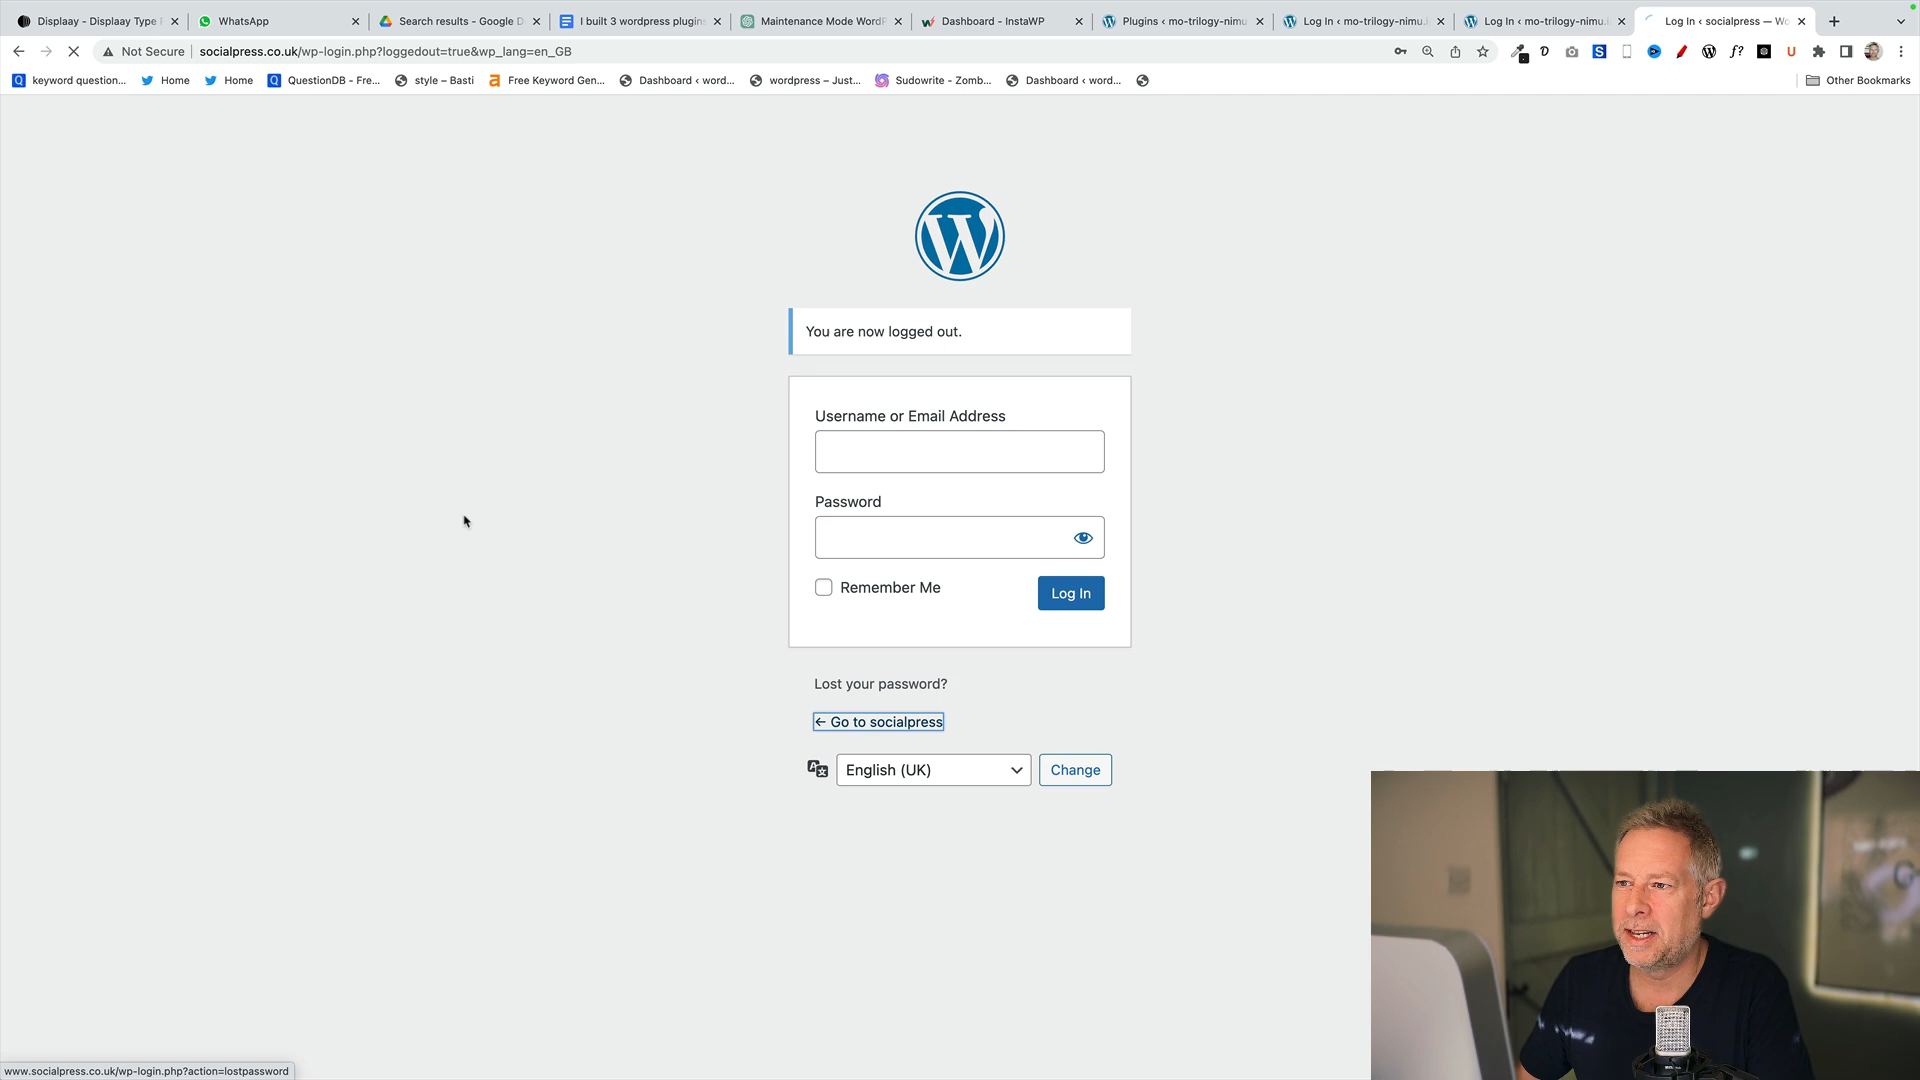 Displaay - Displaay Type F
WhatsApp
Search results - Google D
I built 3 wordpress plugins
Maintenance Mode WordP
Dashboard - InstaWP
Plugins ‹ mo-trilogy-nimu.
Log In ‹ mo-trilogy-nimu.i
Log In ‹ mo-trilogy-nimu.i
Log In ‹ socialpress — Wo
Not Secure
socialpress.co.uk/wp-login.php?loggedout=true&wp_lang=en_GB
keyword question...
Home
Home
QuestionDB - Fre...
style – Basti
Free Keyword Gen...
Dashboard ‹ word...
wordpress – Just...
Sudowrite - Zomb...
Dashboard ‹ word...
Other Bookmarks
You are now logged out.
Username or Email Address
Password
Remember Me
Log In
Lost your password?
← Go to socialpress
English (UK)
Change
www.socialpress.co.uk/wp-login.php?action=lostpassword